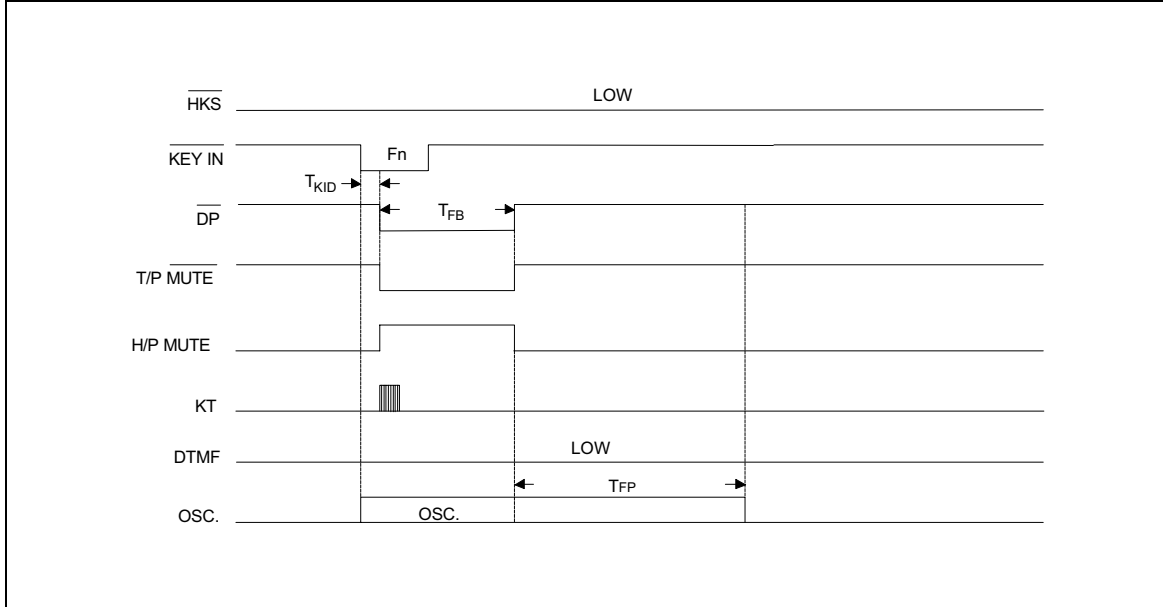 HKS LOW
KEY IN Fn
TKID
DP TFB
T/P MUTE
H/P MUTE
KT
DTMF LOW
TFP
OSC. OSC.